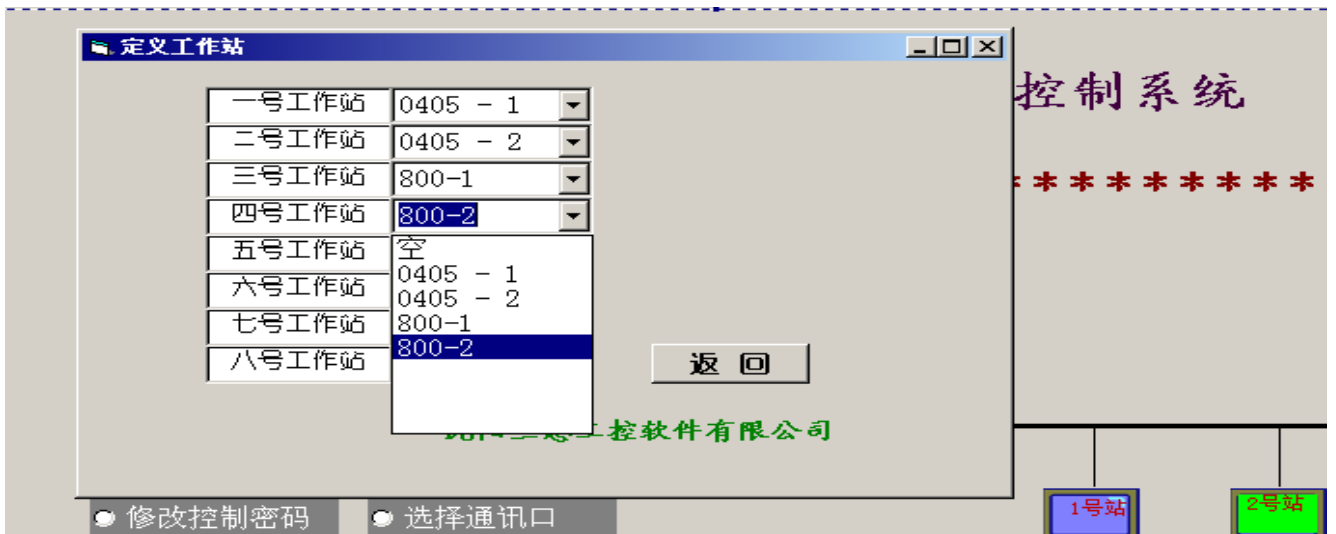 定义工作站
控制系统
一号工作站 0405 - 1
二号工作站 0405 - 2
三号工作站 800-1
* * * * * * * *
四号工作站 800-2
五号工作站 空
六号工作站 0405 - 1
0405 - 2
七号工作站 800-1
八号工作站 800-2
返 回
工控软件有限公司
修改控制密码 选择通讯口
1号站 2号站